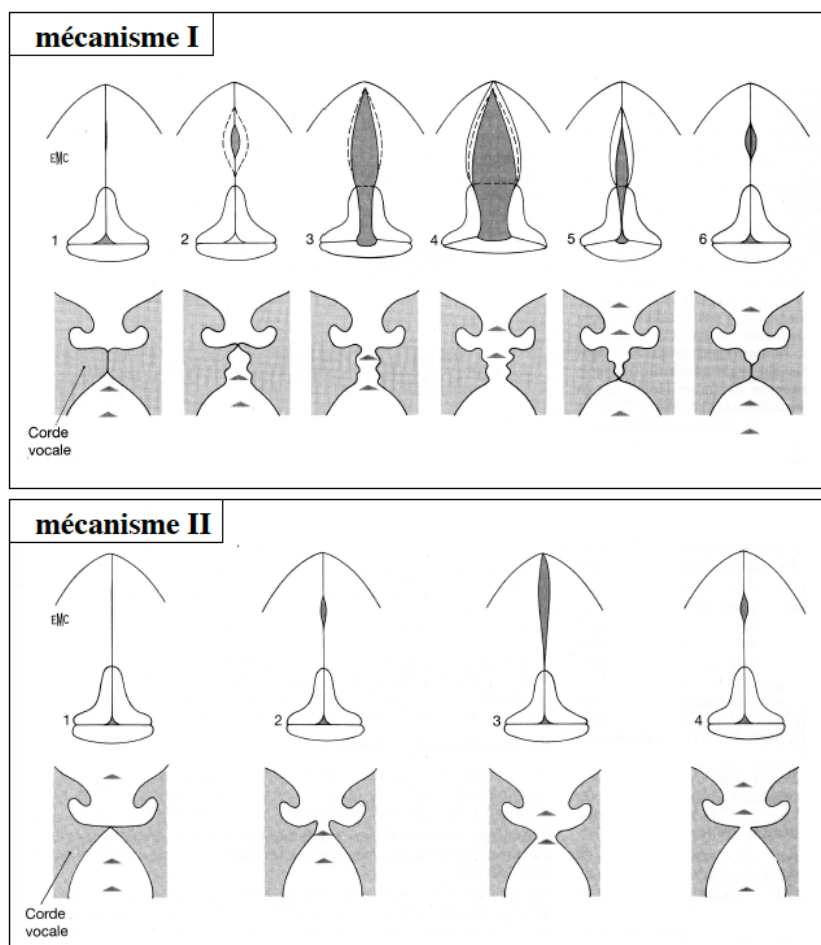 mécanisme I
EMC
1 2 3 4 5 6
Corde
vocale
mécanisme II
EMC
1 2 3 4
Corde
vocale